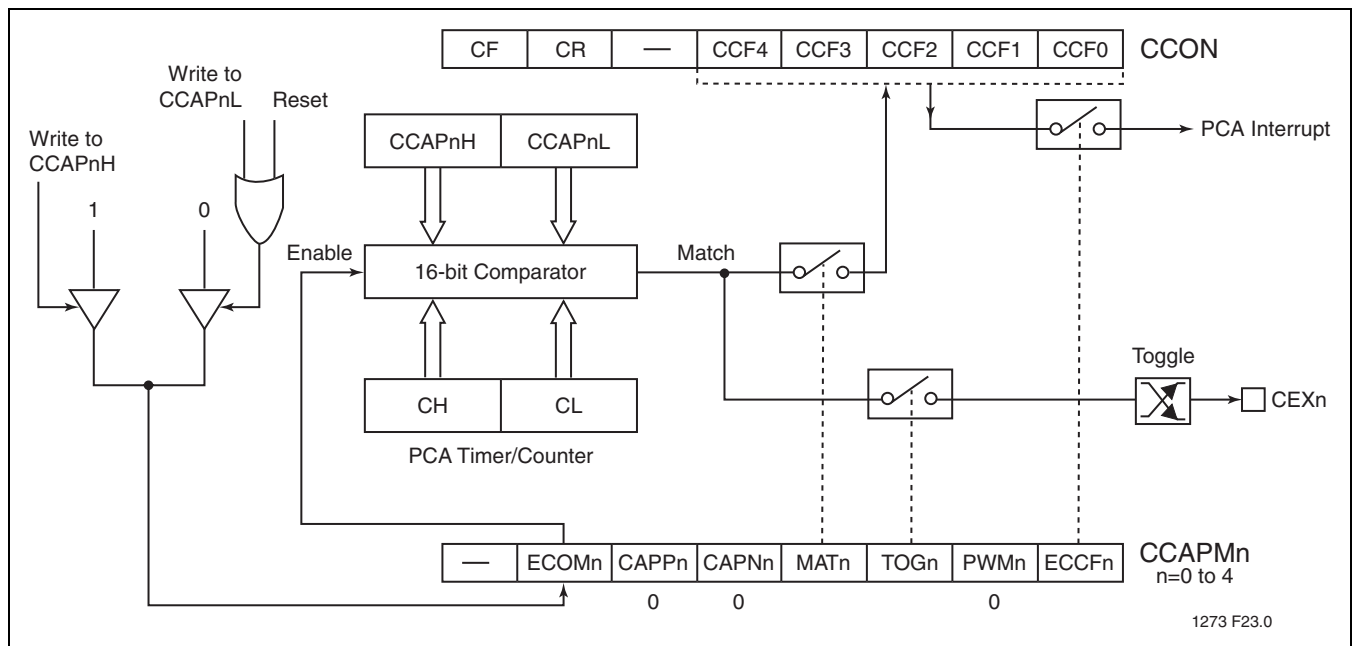 CF CR — CCF4 CCF3 CCF2 CCF1 CCF0 CCON
Write to
CCAPnL
Reset
Write to
CCAPnH
CCAPnH CCAPnL
PCA Interrupt
1 0
Enable
16-bit Comparator
Match
Toggle
CH CL
CEXn
PCA Timer/Counter
— ECOMn CAPPn CAPNn MATn TOGn PWMn ECCFn CCAPMn
n=0 to 4
0 0 0
1273 F23.0